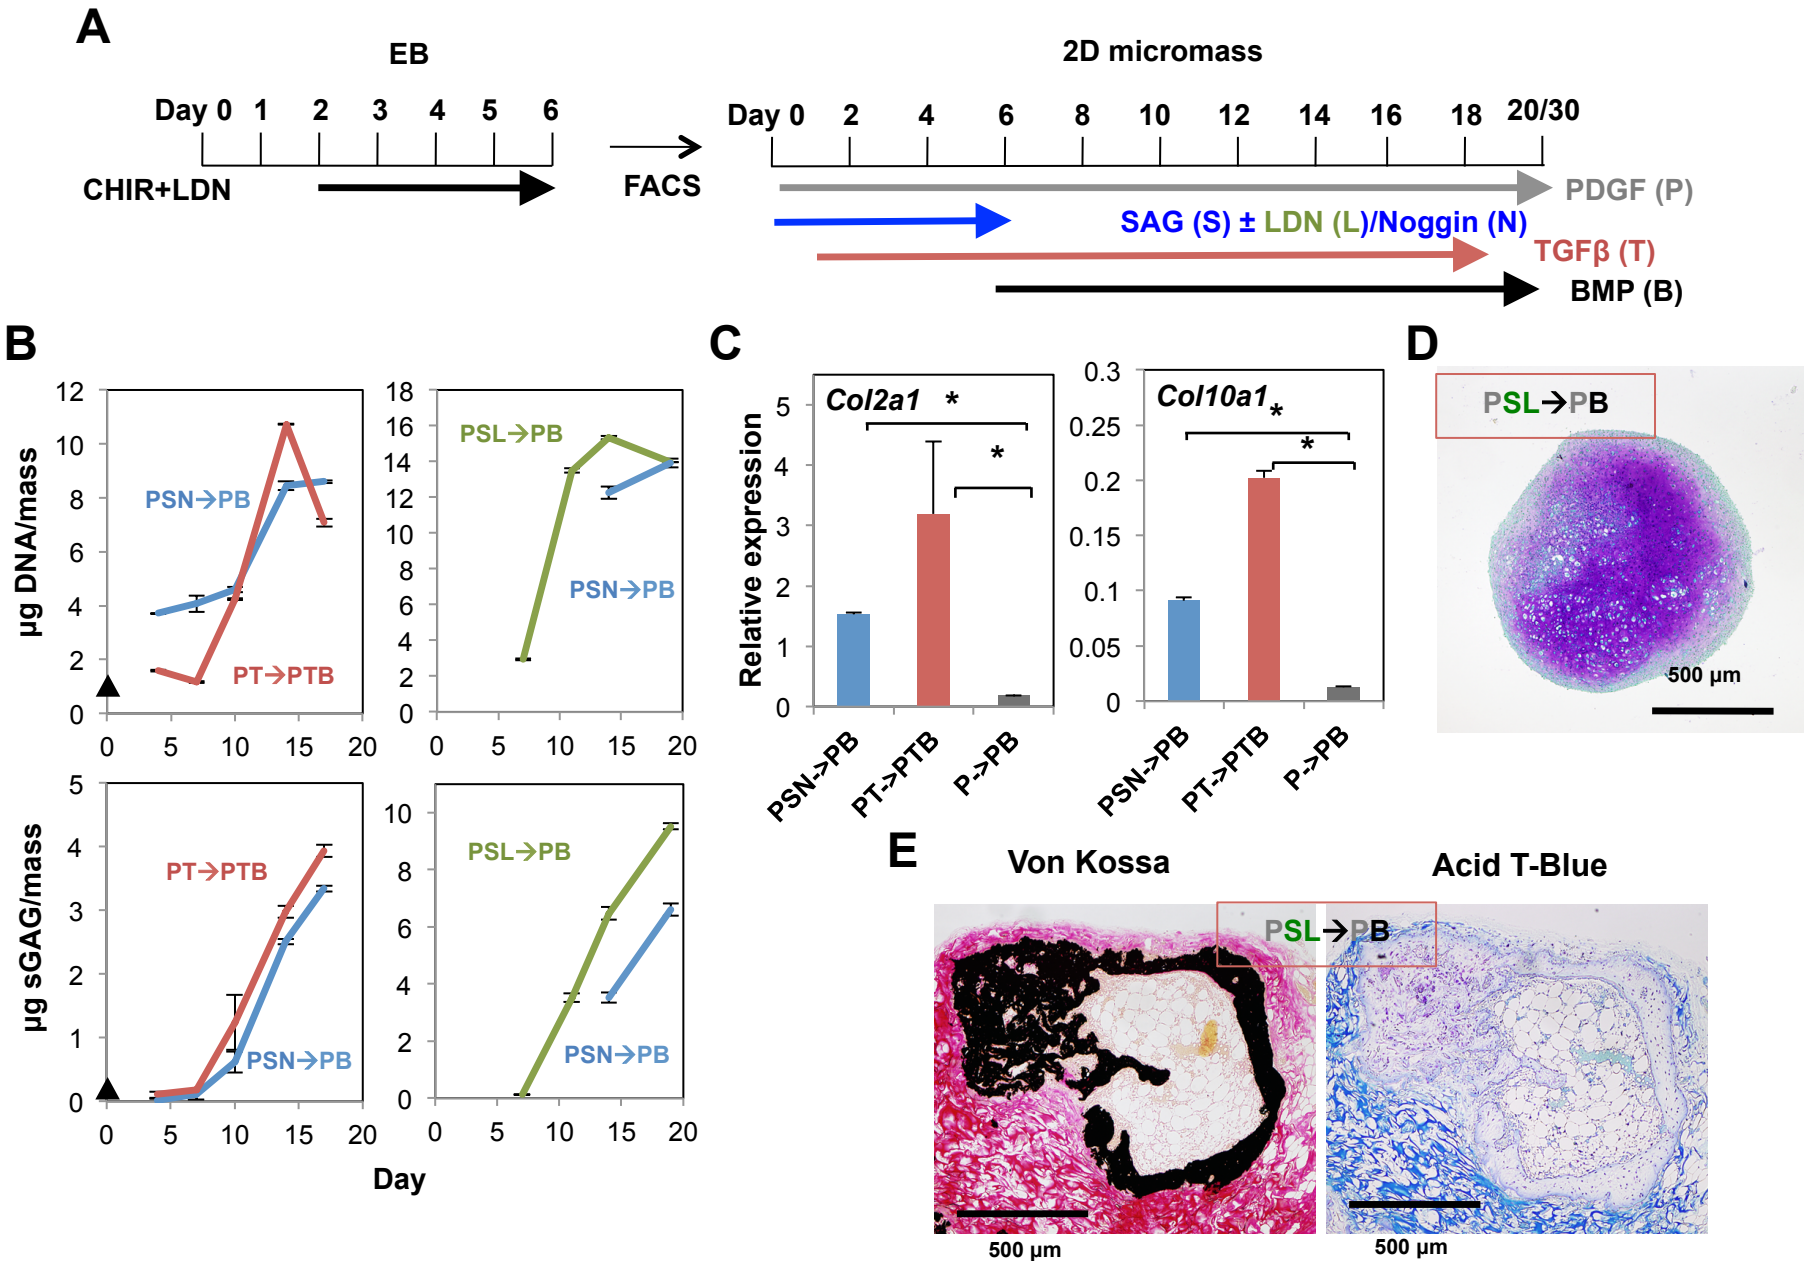 A
EB
2D micromass
Day 0 1 2 3 4 5 6
Day 0 2 4 6 8 10 12 14 16 18 20/30
CHIR+LDN
FACS
PDGF (P)
SAG (S) ± LDN (L)/Noggin (N)
TGFβ (T)
BMP (B)
B
µg DNA/mass
12
10
8
6
4
2
0
PSN→PB
PT→PTB
0 5 10 15 20
18
16
14
12
10
8
6
4
2
0
PSL→PB
PSN→PB
0 5 10 15 20
µg sGAG/mass
5
4
3
2
1
0
PT→PTB
PSN→PB
0 5 10 15 20
10
8
6
4
2
0
PSL→PB
PSN→PB
0 5 10 15 20
Day
C
Relative expression
Col2a1 *
*
5
4
3
2
1
0
PSN->PB
PT->PTB
P->PB
Col10a1 *
*
0.3
0.25
0.2
0.15
0.1
0.05
0
PSN->PB
PT->PTB
P->PB
D
PSL→PB
500 µm
E
Von Kossa
Acid T-Blue
PSL→PB
500 µm
500 µm